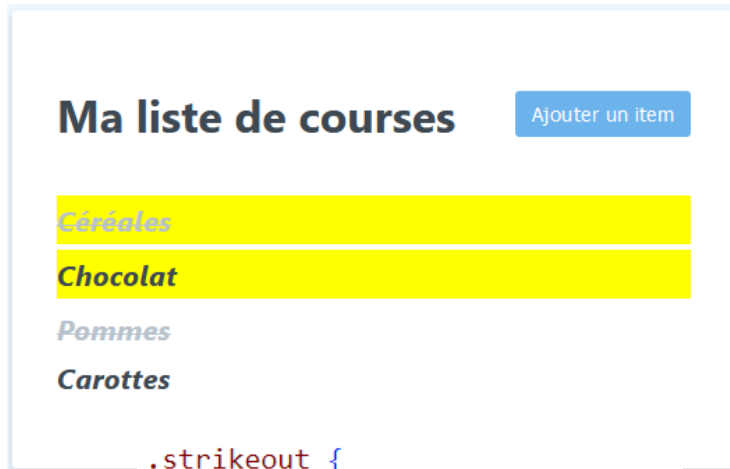 Ma liste de courses
Ajouter un item
Céréales
Chocolat
Pommes
Carottes
.strikeout {